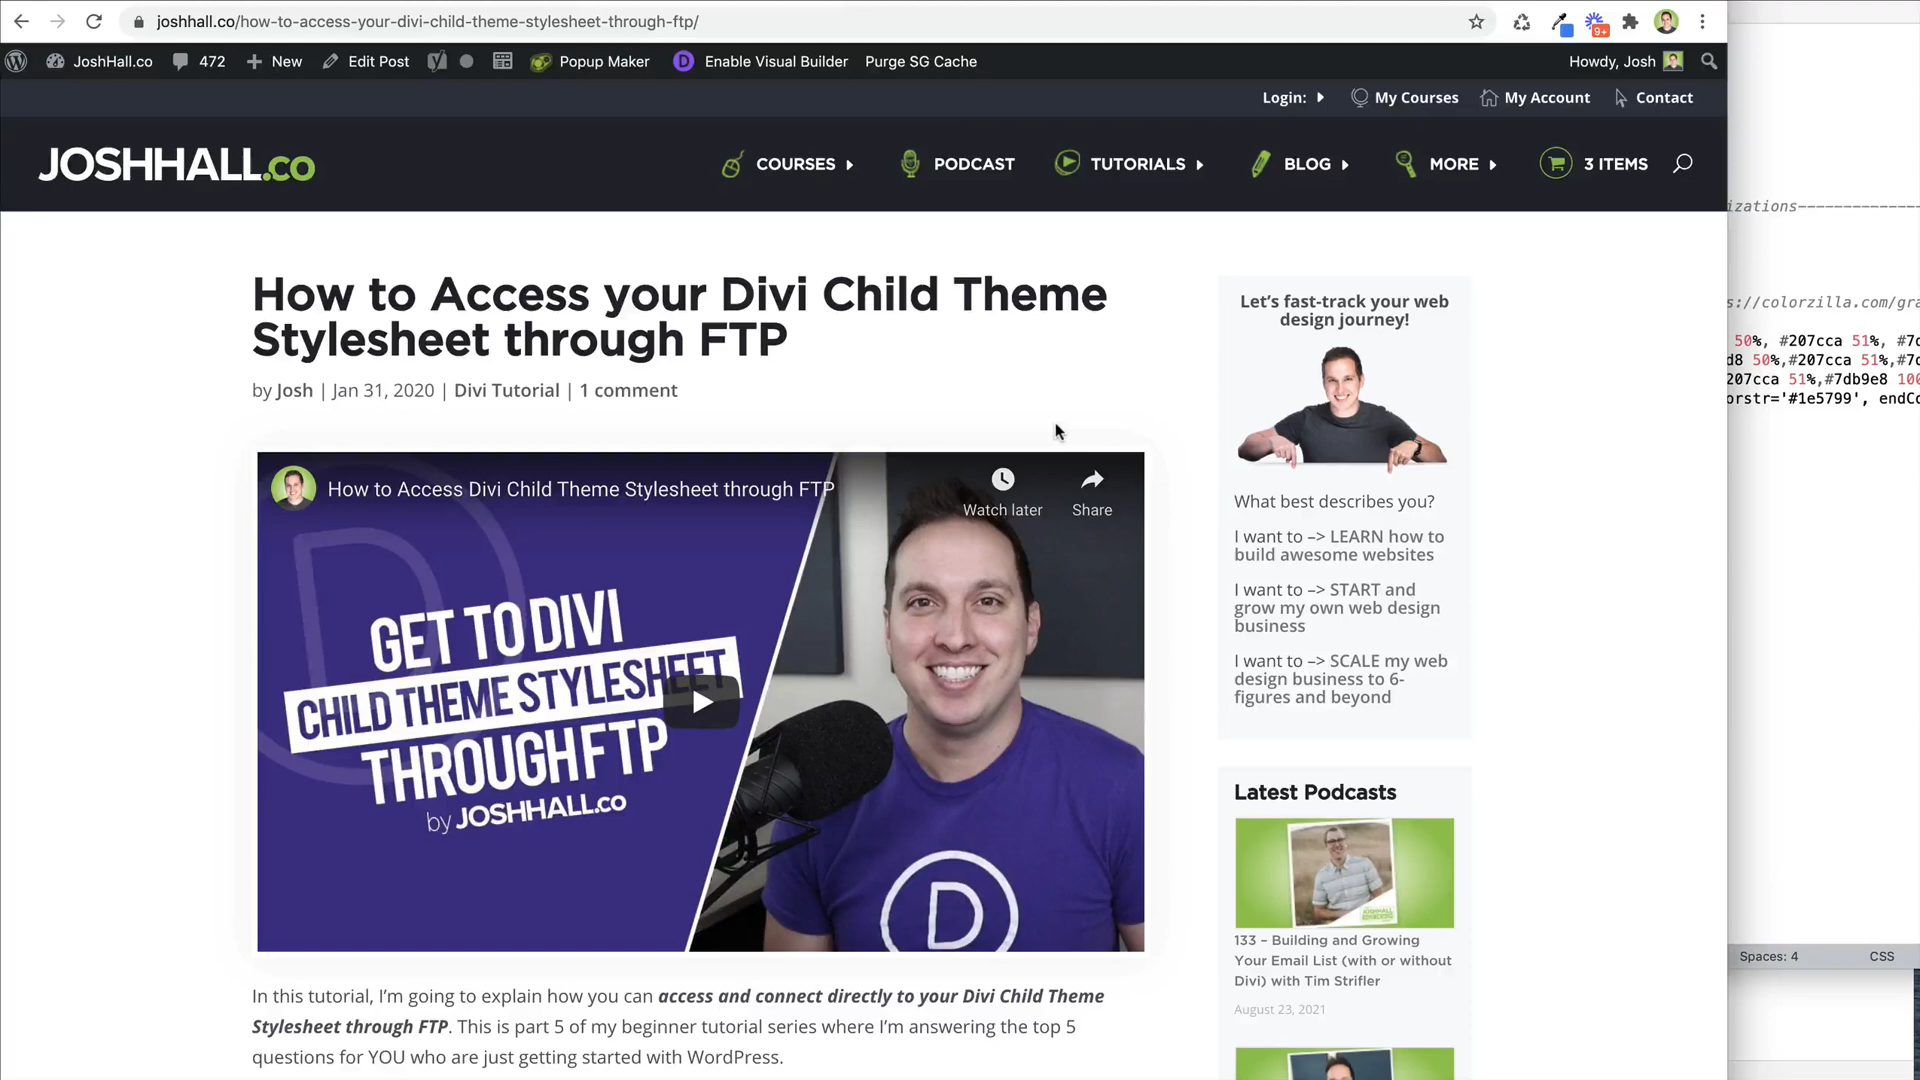 joshhall.co/how-to-access-your-divi-child-theme-stylesheet-through-ftp/
9+
JoshHall.co 472 New Edit Post Popup Maker Enable Visual Builder Purge SG Cache Howdy, Josh
Login: My Courses My Account Contact
JOSHHALL.co COURSES PODCAST TUTORIALS BLOG MORE 3 ITEMS
How to Access your Divi Child Theme
Stylesheet through FTP
by Josh | Jan 31, 2020 | Divi Tutorial | 1 comment
How to Access Divi Child Theme Stylesheet through FTP
Watch later Share
GET TO DIVI
CHILD THEME STYLESHEET
THROUGH FTP
by JOSHHALL.CO
D
In this tutorial, I'm going to explain how you can access and connect directly to your Divi Child Theme
Stylesheet through FTP. This is part 5 of my beginner tutorial series where I'm answering the top 5
questions for YOU who are just getting started with WordPress.
Let's fast-track your web
design journey!
What best describes you?
I want to –> LEARN how to
build awesome websites
I want to –> START and
grow my own web design
business
I want to –> SCALE my web
design business to 6-
figures and beyond
Latest Podcasts
133 – Building and Growing
Your Email List (with or without
Divi) with Tim Strifler
August 23, 2021
izations---------------
s://colorzilla.com/gra
50%, #207cca 51%, #7d
d8 50%,#207cca 51%,#7
207cca 51%,#7db9e8 100
orstr='#1e5799', endCo
Spaces: 4 CSS